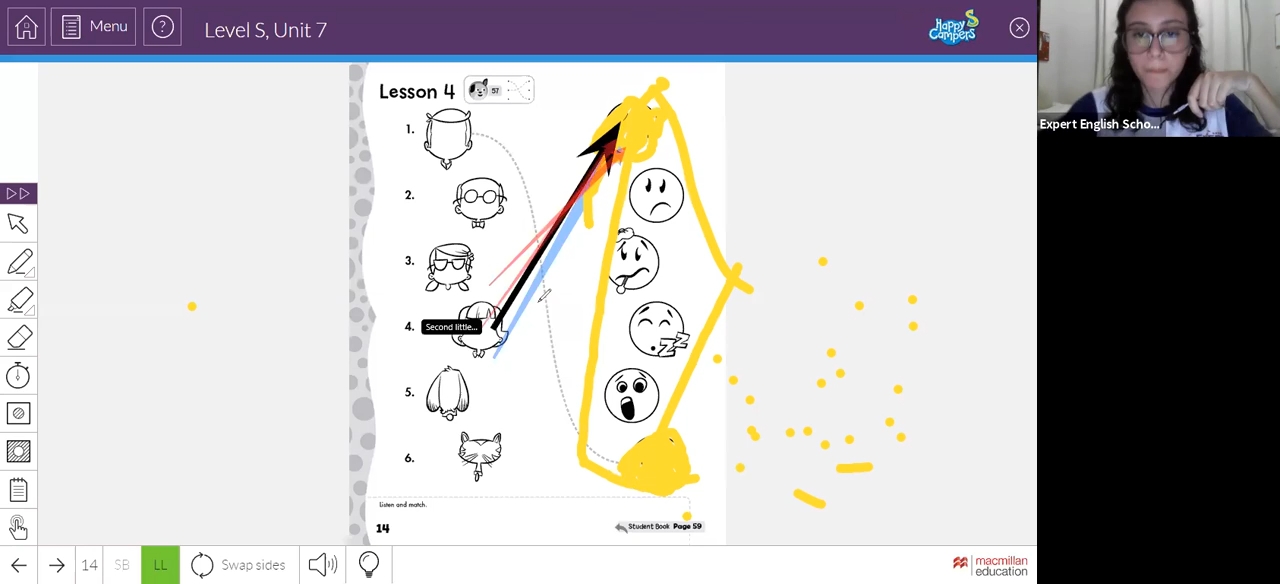 Menu
?
Level S, Unit 7
Happy
Campers
S
Expert English Scho...
Lesson 4
57
1.
2.
3.
4.
Second little...
5.
6.
ZZ
Listen and match.
14
Student Book Page 59
14
SB
LL
Swap sides
macmillan
education